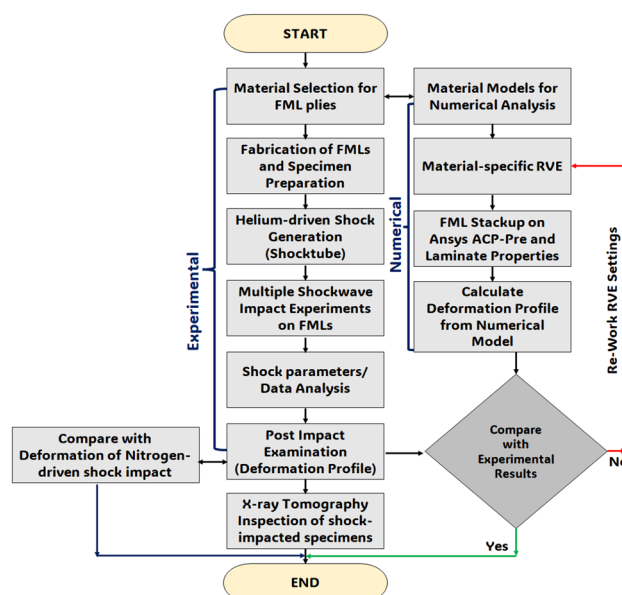 START
Material Selection for
FML plies
Material Models for
Numerical Analysis
Fabrication of FMLs
and Specimen
Preparation
Material-specific RVE
Helium-driven Shock
Generation
(Shocktube)
FML Stackup on
Ansys ACP-Pre and
Laminate Properties
Multiple Shockwave
Impact Experiments
on FMLs
Calculate
Deformation Profile
from Numerical
Model
Experimental
Numerical
Re-Work RVE Settings
Shock parameters/
Data Analysis
Compare with
Deformation of Nitrogen-
driven shock impact
Post Impact
Examination
(Deformation Profile)
Compare
with
Experimental
Results
No
X-ray Tomography
Inspection of shock-
impacted specimens
Yes
END